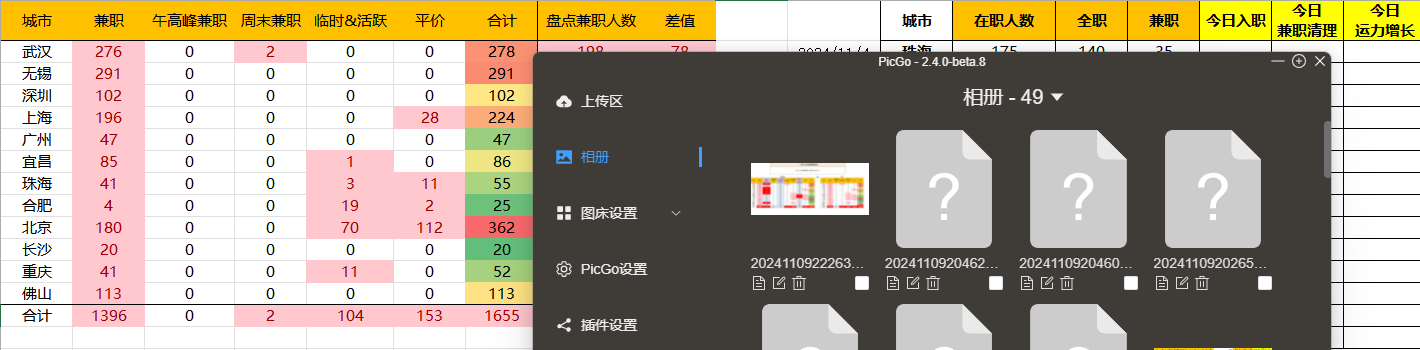 城市 兼职 午高峰兼职 周末兼职 临时&活跃 平价 合计 盘点兼职人数 差值
武汉 276 0 2 0 0 278 198 78
无锡 291 0 0 0 0 291
深圳 102 0 0 0 0 102
上海 196 0 0 0 28 224
广州 47 0 0 0 0 47
宜昌 85 0 0 1 0 86
珠海 41 0 0 3 11 55
合肥 4 0 0 19 2 25
北京 180 0 0 70 112 362
长沙 20 0 0 0 0 20
重庆 41 0 0 11 0 52
佛山 113 0 0 0 0 113
合计 1396 0 2 104 153 1655
城市 在职人数 全职 兼职 今日入职 今日
兼职清理 今日
运力增长
2024/11/4 珠海 175 140 35
PicGo - 2.4.0-beta.8
上传区
相册
图床设置
PicGo设置
插件设置
相册 - 49
?
?
?
2024110922263...
2024110920462...
2024110920460...
2024110920265...